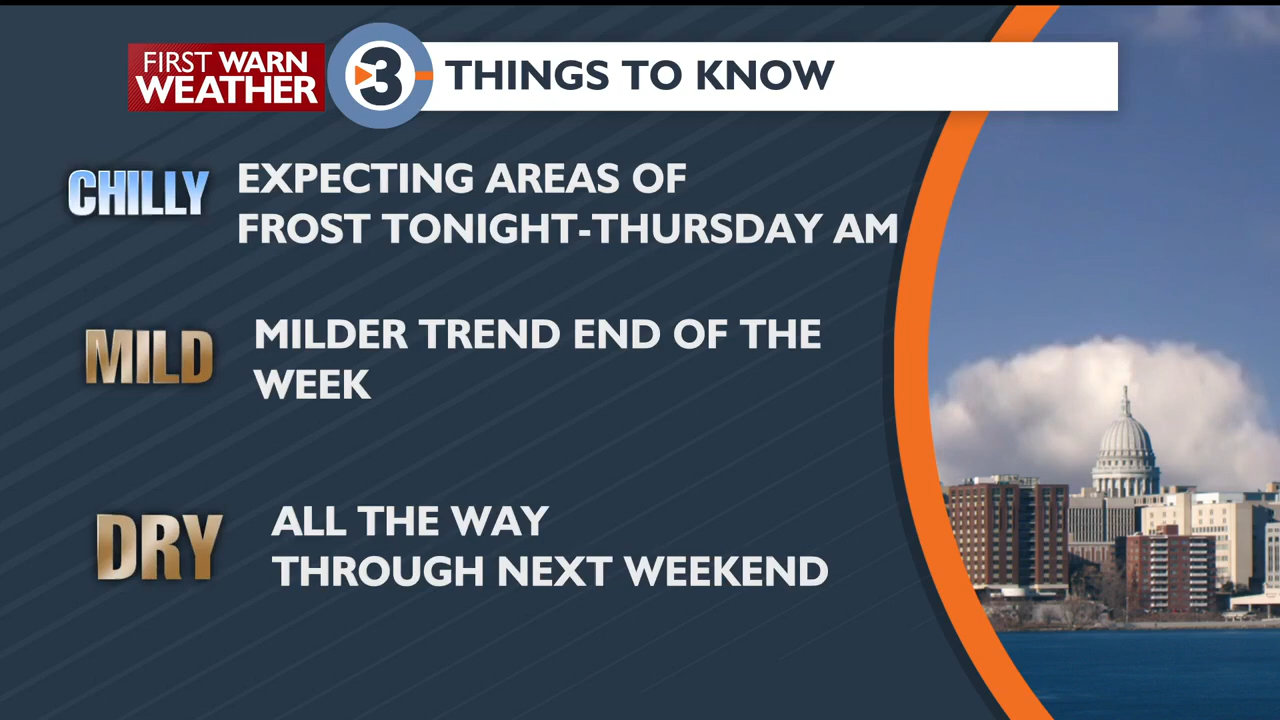 FIRST WARN
WEATHER
3 THINGS TO KNOW
CHILLY
EXPECTING AREAS OF
FROST TONIGHT-THURSDAY AM
MILD
MILDER TREND END OF THE
WEEK
DRY
ALL THE WAY
THROUGH NEXT WEEKEND